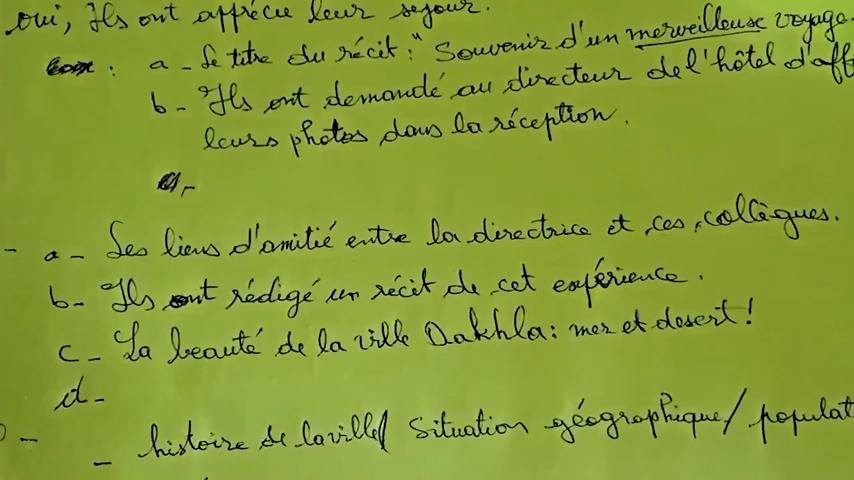 oui, Ils ont apprécié leur séjour.
: a - Le titre du récit : "Souvenir d'un merveilleuse voyage.
b - Ils ont demandé au directeur de l'hôtel d'aff
leurs photos dans la réception.
- a - Les liens d'amitié entre la directrice et ces collègues.
b - Ils ont rédigé un récit de cet expérience.
c - La beauté de la ville Dakhla : mer et desert !
d -
- - histoire de la ville / Situation géographique / populat